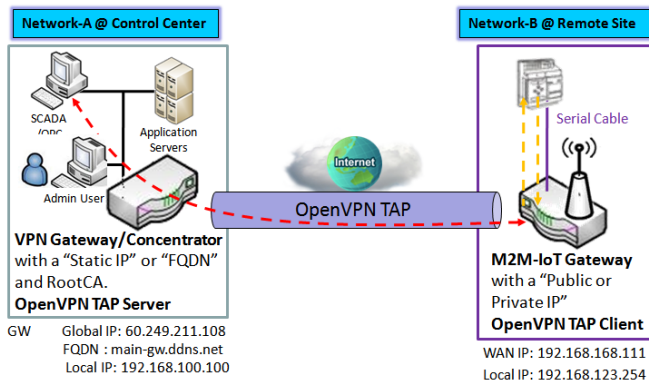 Network-A @ Control Center
Network-B @ Remote Site
SCADA
Application
Servers
Admin User
Serial Cable
Internet
OpenVPN TAP
VPN Gateway/Concentrator
with a “Static IP” or “FQDN”
and RootCA.
OpenVPN TAP Server
M2M-IoT Gateway
with a “Public or
Private IP”
OpenVPN TAP Client
GW Global IP: 60.249.211.108
FQDN : main-gw.ddns.net
Local IP: 192.168.100.100
WAN IP: 192.168.168.111
Local IP: 192.168.123.254